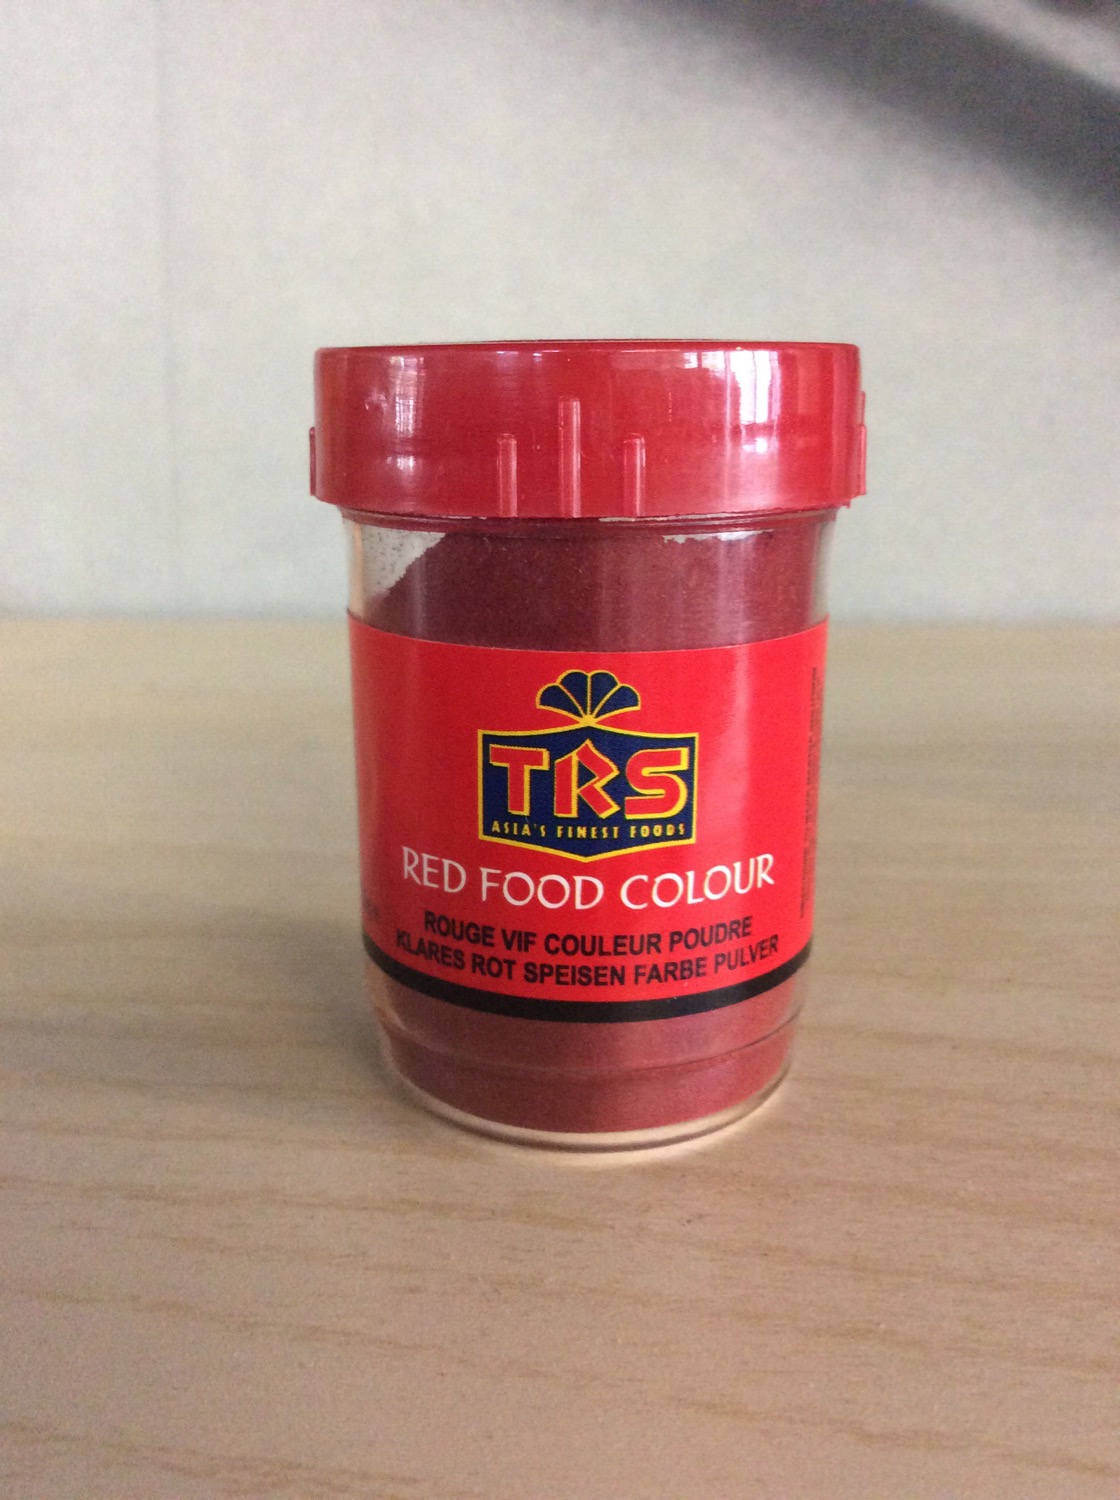 TRS
ASIA'S FINEST FOODS
RED FOOD COLOUR
ROUGE VIF COULEUR POUDRE
KLARES ROT SPEISEN FARBE PULVER